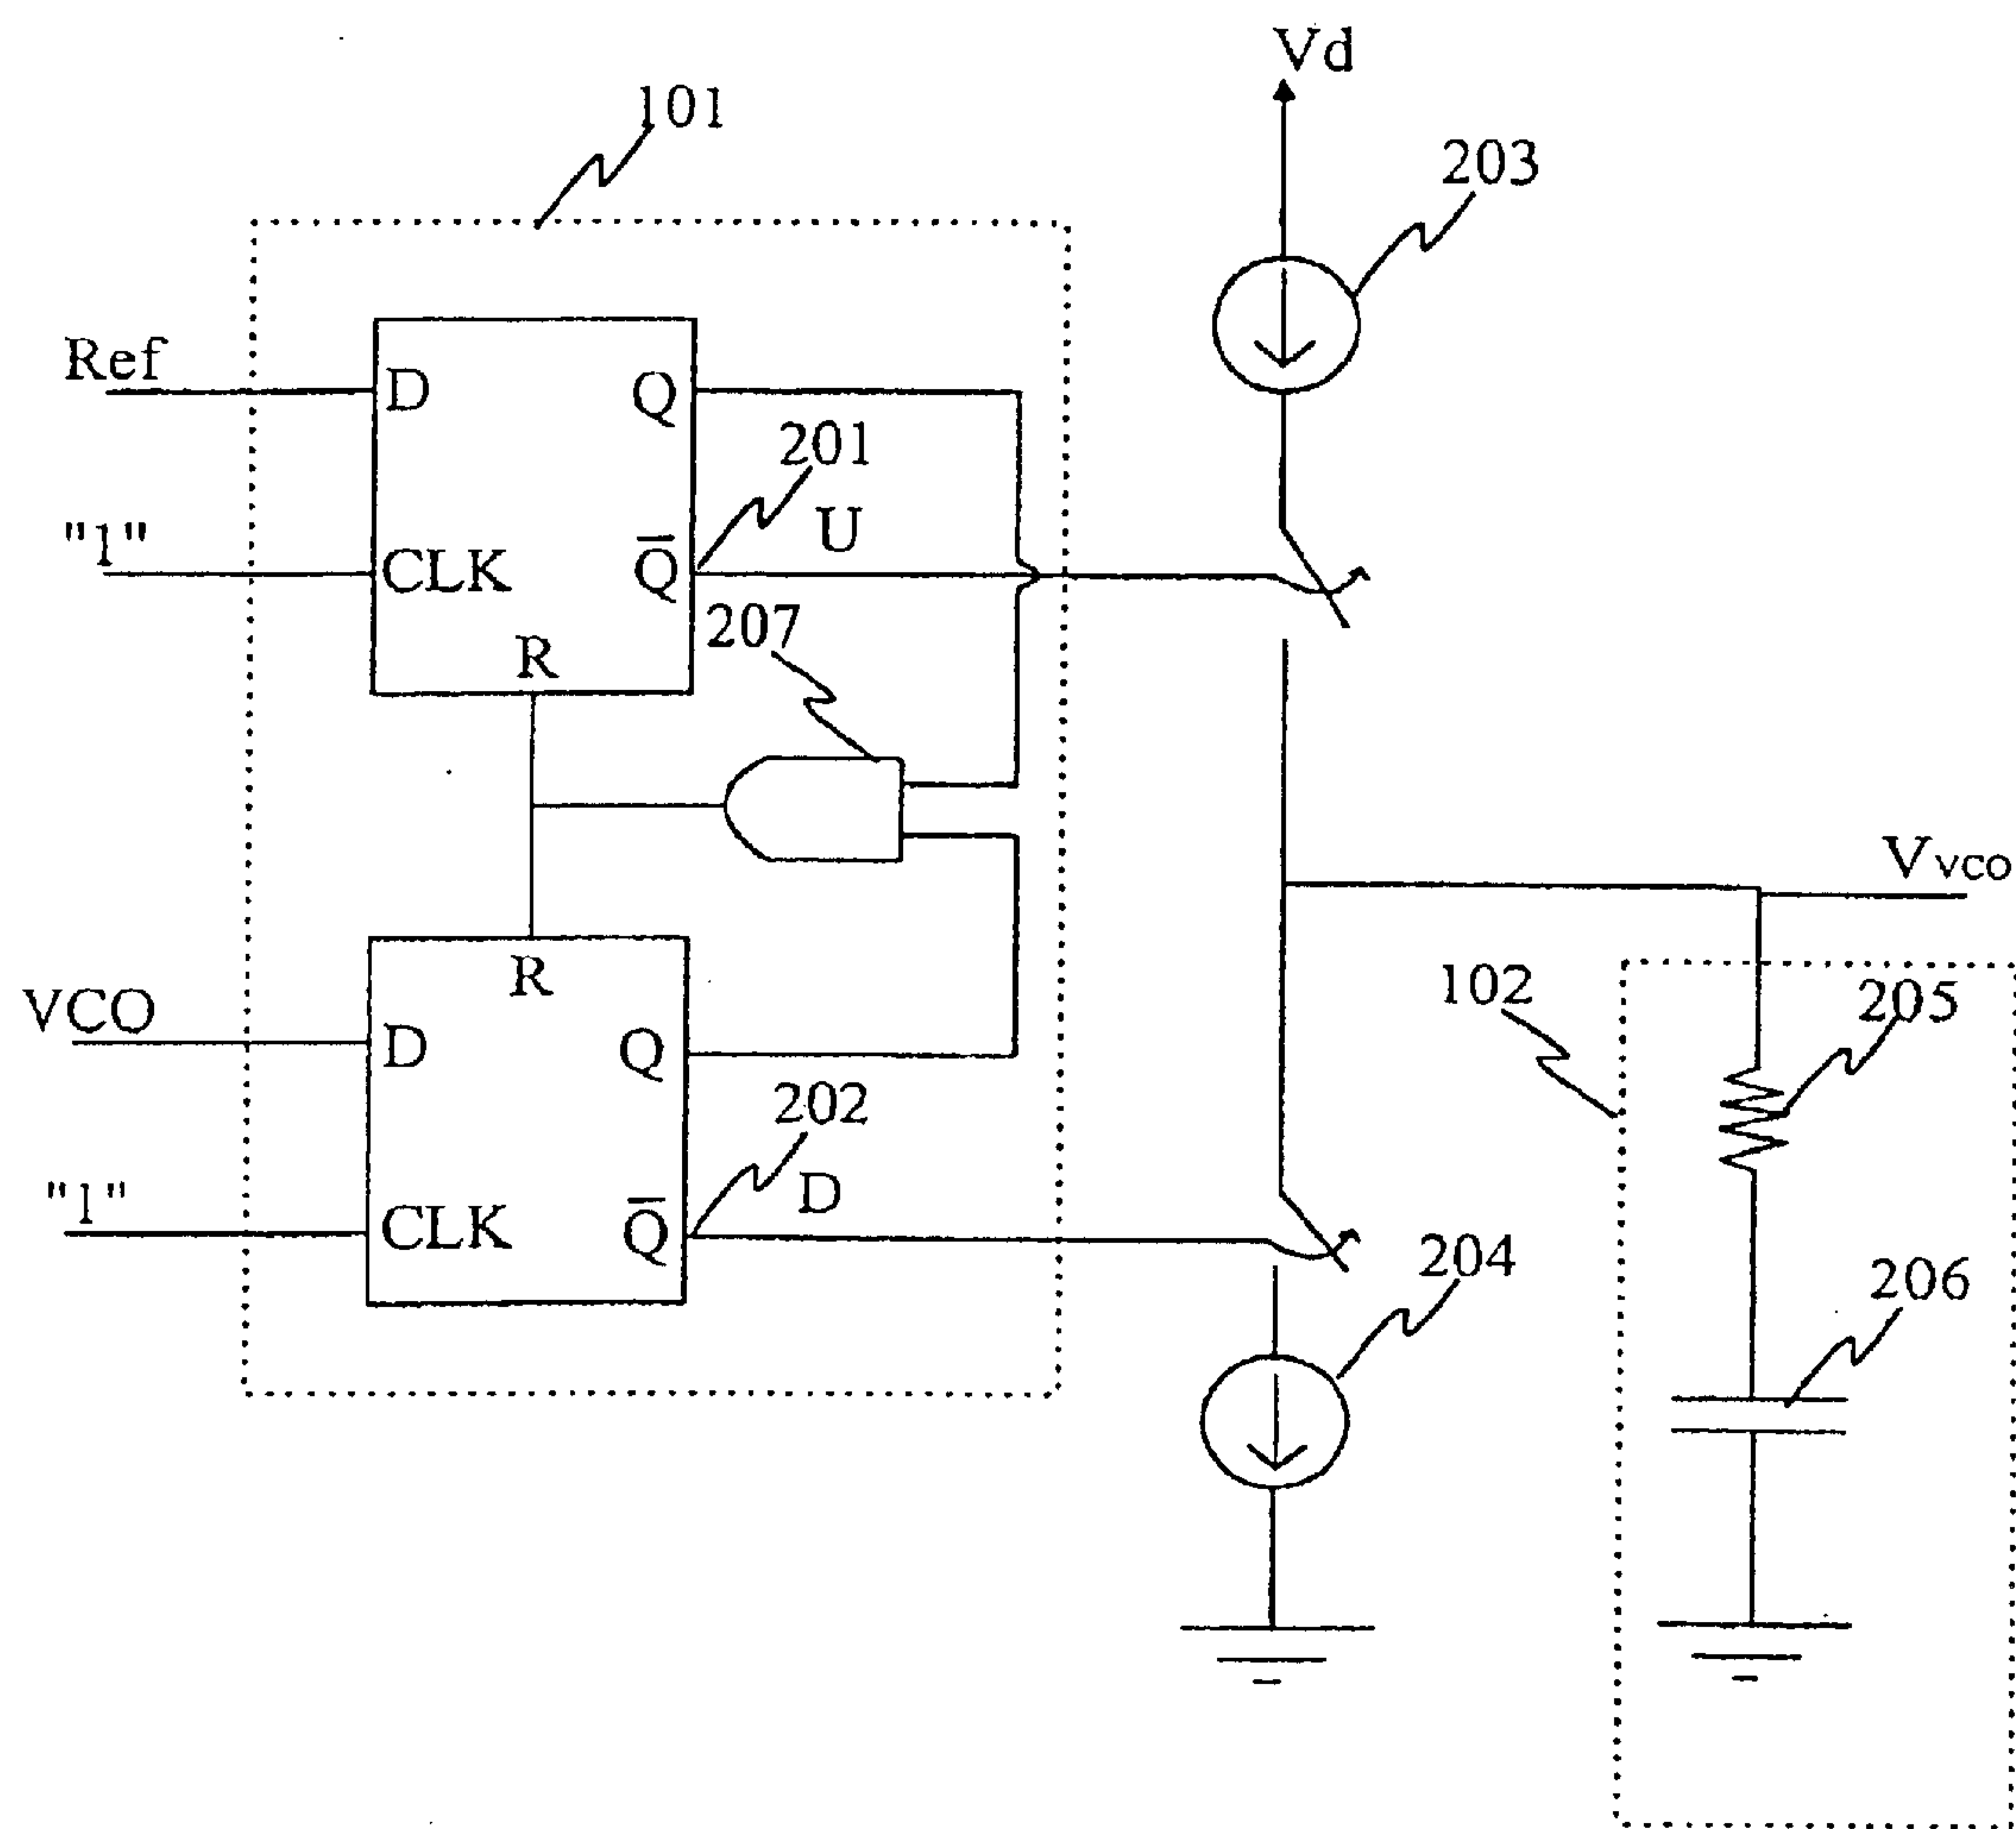 Vd
101
203
Ref
D
Q
201
U
"1"
CLK
Q̅
207
R
R
Vvco
102
205
VCO
D
Q
202
D
"1"
CLK
Q̅
204
206